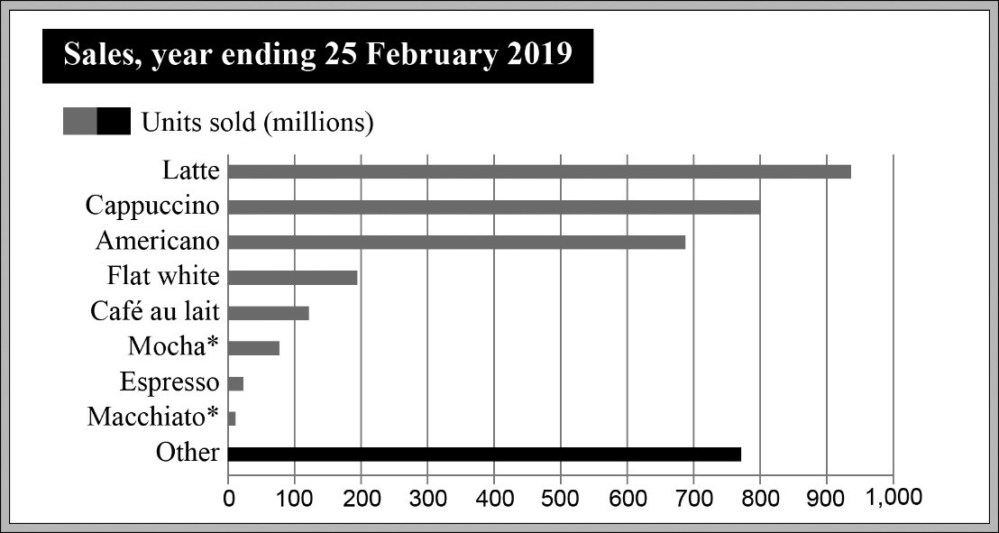 Sales, year ending 25 February 2019
Units sold (millions)
Latte
Cappuccino
Americano
Flat white
Café au lait
Mocha*
Espresso
Macchiato*
Other
0 100 200 300 400 500 600 700 800 900 1,000